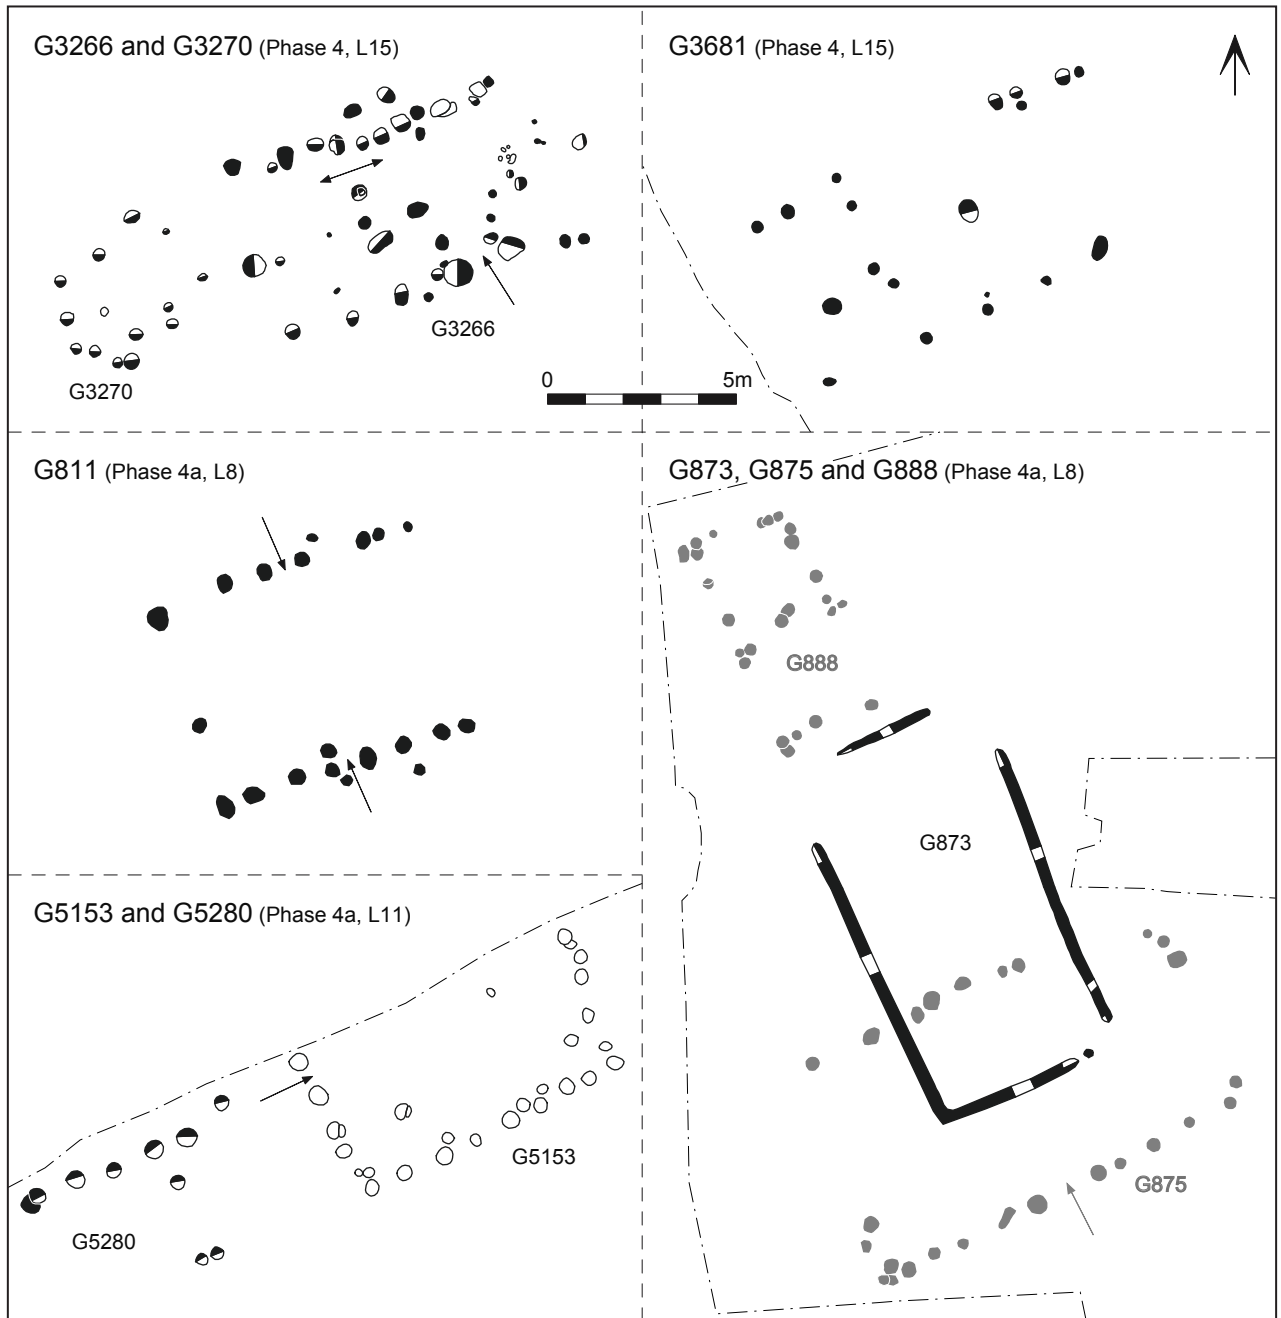 G3266 and G3270 (Phase 4, L15)
G3266
G3270
G3681 (Phase 4, L15)
0 5m
G811 (Phase 4a, L8)
G873, G875 and G888 (Phase 4a, L8)
G888
G873
G875
G5153 and G5280 (Phase 4a, L11)
G5153
G5280